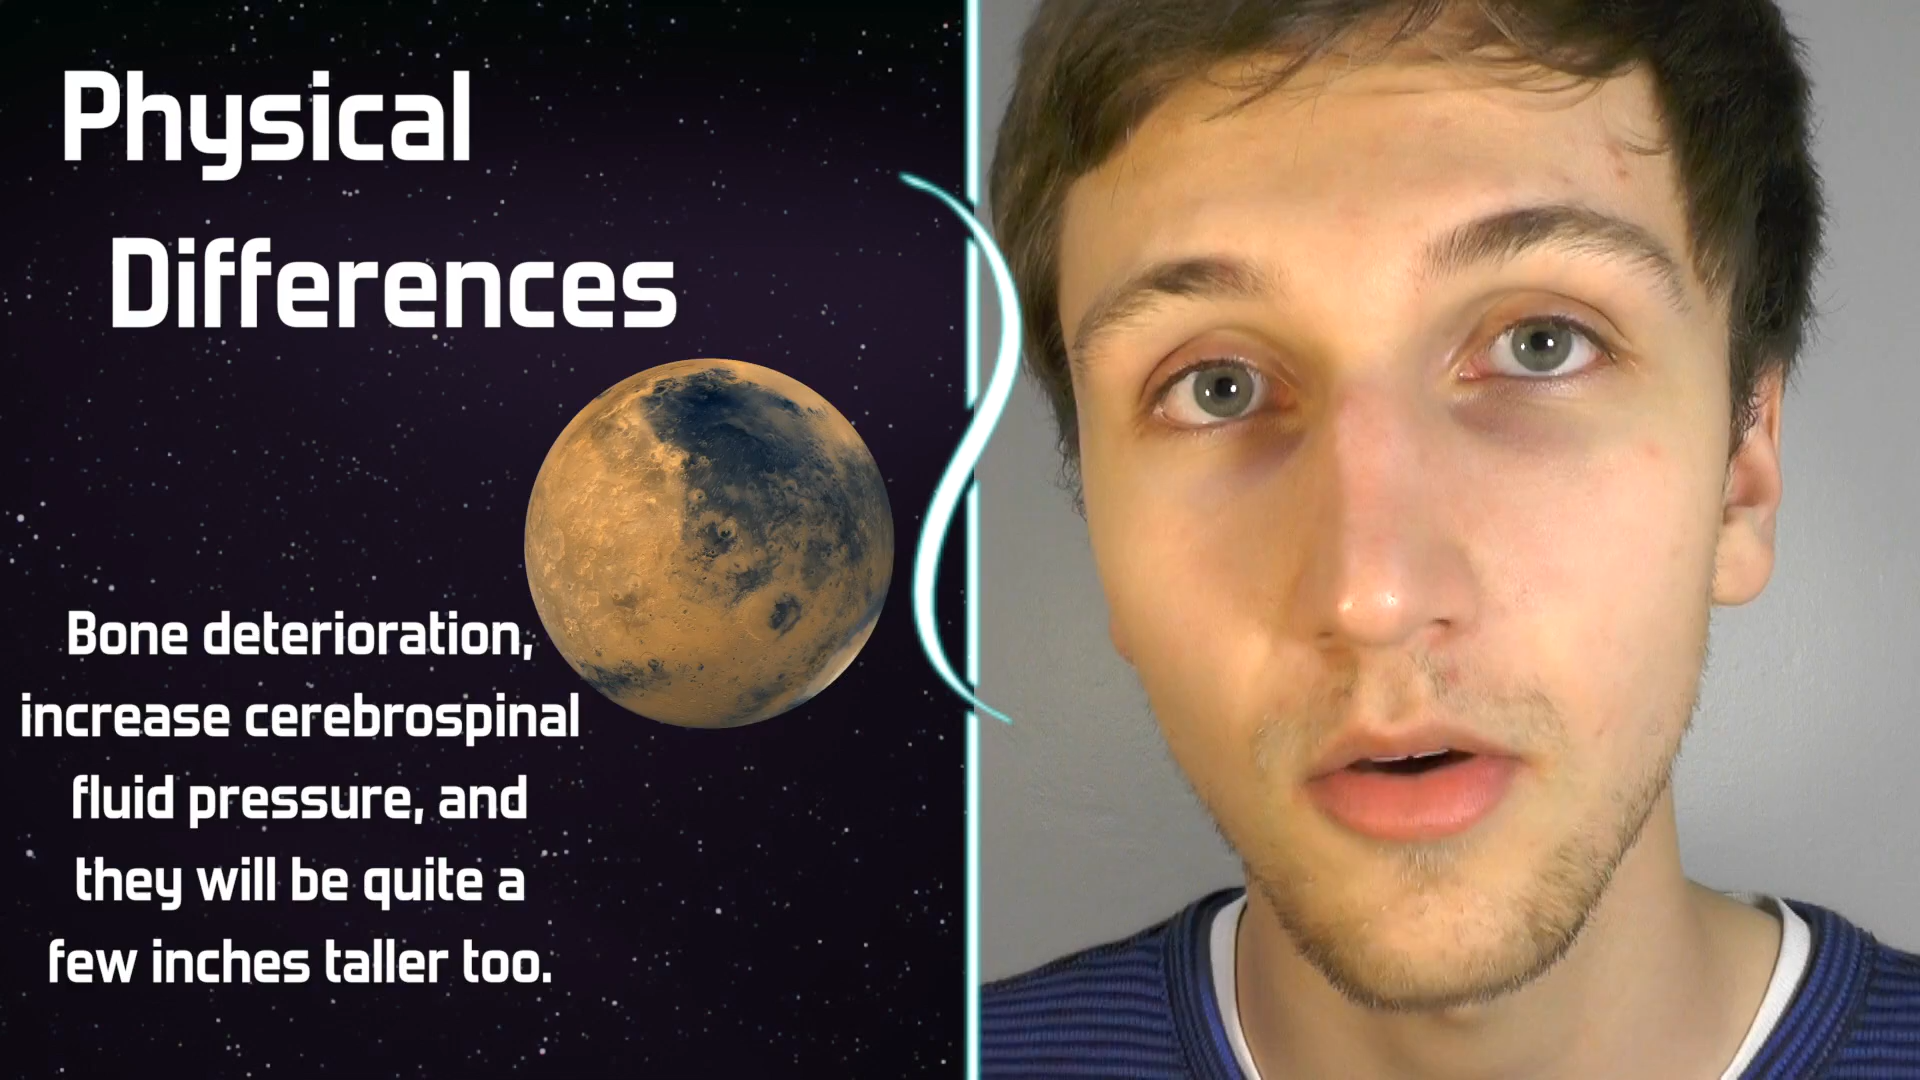 Physical
Differences
Bone deterioration,
increase cerebrospinal
fluid pressure, and
they will be quite a
few inches taller too.